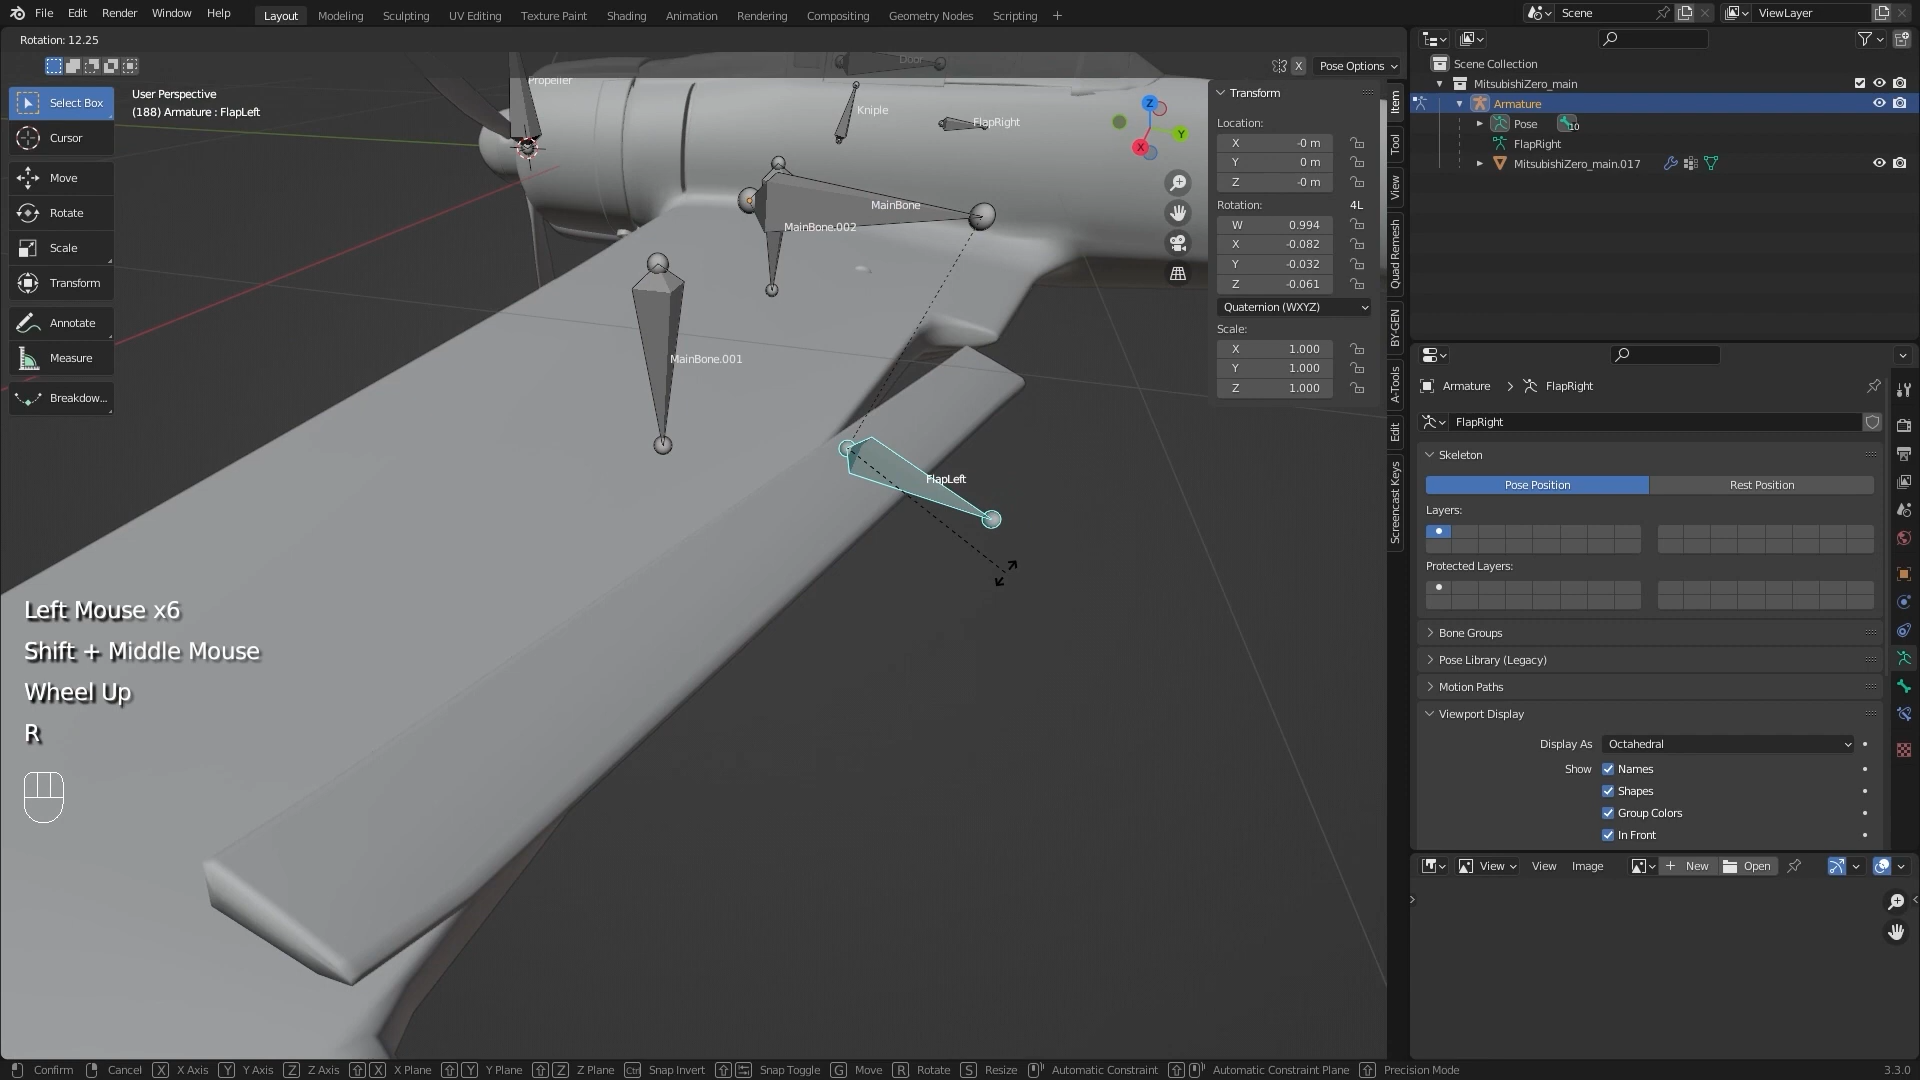 File Edit Render Window Help Layout Modeling Sculpting UV Editing Texture Paint Shading Animation Rendering Compositing Geometry Nodes Scripting + Scene ViewLayer
Rotation: 12.25
X Pose Options
Select Box
Cursor
Move
Rotate
Scale
Transform
Annotate
Measure
Breakdow...
User Perspective
(188) Armature : FlapLeft
Propeller
Door
Kniple
FlapRight
MainBone
MainBone.002
MainBone.001
FlapLeft
Z
Y
X
Left Mouse x6
Shift + Middle Mouse
Wheel Up
R
Transform
Location:
X -0 m
Y 0 m
Z -0 m
Rotation: 4L
W 0.994
X -0.082
Y -0.032
Z -0.061
Quaternion (WXYZ)
Scale:
X 1.000
Y 1.000
Z 1.000
Item
Tool
View
Quad Remesh
BY-GEN
A-Tools
Edit
Screencast Keys
Scene Collection
MitsubishiZero_main
Armature
Pose 10
FlapRight
MitsubishiZero_main.017
Armature FlapRight
FlapRight
Skeleton
Pose Position Rest Position
Layers:
Protected Layers:
Bone Groups
Pose Library (Legacy)
Motion Paths
Viewport Display
Display As Octahedral
Show Names
Shapes
Group Colors
In Front
View View Image + New Open
Confirm Cancel X X Axis Y Y Axis Z Z Axis X X Plane Y Y Plane Z Z Plane Ctrl Snap Invert Snap Toggle G Move R Rotate S Resize Automatic Constraint Automatic Constraint Plane Precision Mode 3.3.0